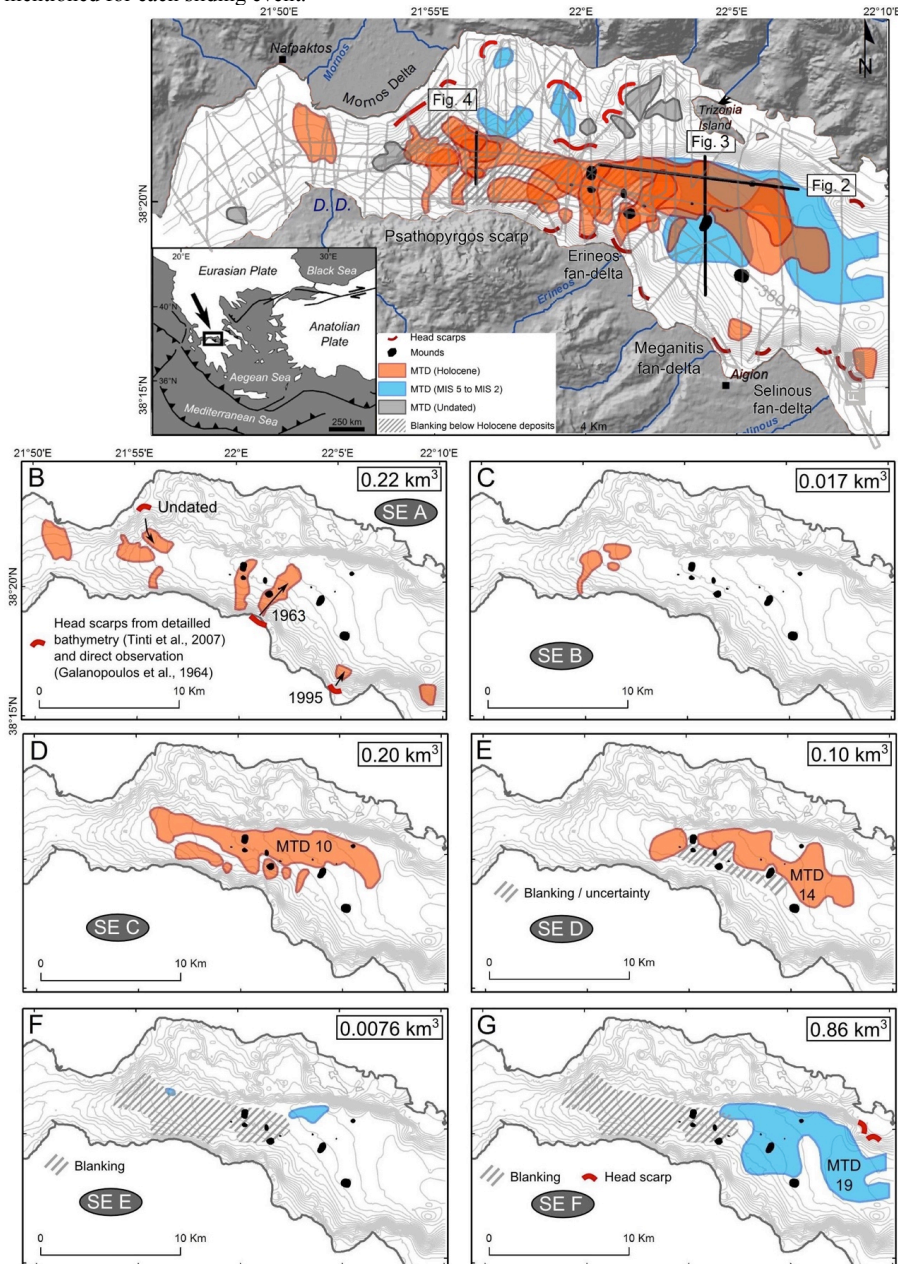 mentioned for each sliding event.
21°50'E
21°55'E
22°E
22°5'E
22°10'E
Nafpaktos
Mornos
Mornos Delta
N
Fig. 4
Trizonia
Island
Fig. 3
-100 m
Fig. 2
38°20'N
D. D.
Psathopyrgos scarp
Erineos
fan-delta
-380 m
20°E
30°E
Eurasian Plate
Black Sea
Erineos
40°N
Anatolian
Plate
Head scarps
Mounds
MTD (Holocene)
MTD (MIS 5 to MIS 2)
MTD (Undated)
Blanking below Holocene deposits
Meganitis
fan-delta
Aigion
Selinous
fan-delta
Aegean Sea
36°N
Mediterranean Sea
250 km
38°15'N
4 Km
21°50'E
21°55'E
22°E
22°5'E
22°10'E
B
0.22 km³
SE A
Undated
38°20'N
1963
Head scarps from detailled
bathymetry (Tinti et al., 2007)
and direct observation
(Galanopoulos et al., 1964)
0
10 Km
1995
38°15'N
C
0.017 km³
SE B
0
10 Km
D
0.20 km³
MTD 10
SE C
0
10 Km
E
0.10 km³
MTD
14
Blanking / uncertainty
SE D
0
10 Km
F
0.0076 km³
Blanking
SE E
0
10 Km
G
0.86 km³
MTD
19
Blanking
Head scarp
SE F
0
10 Km